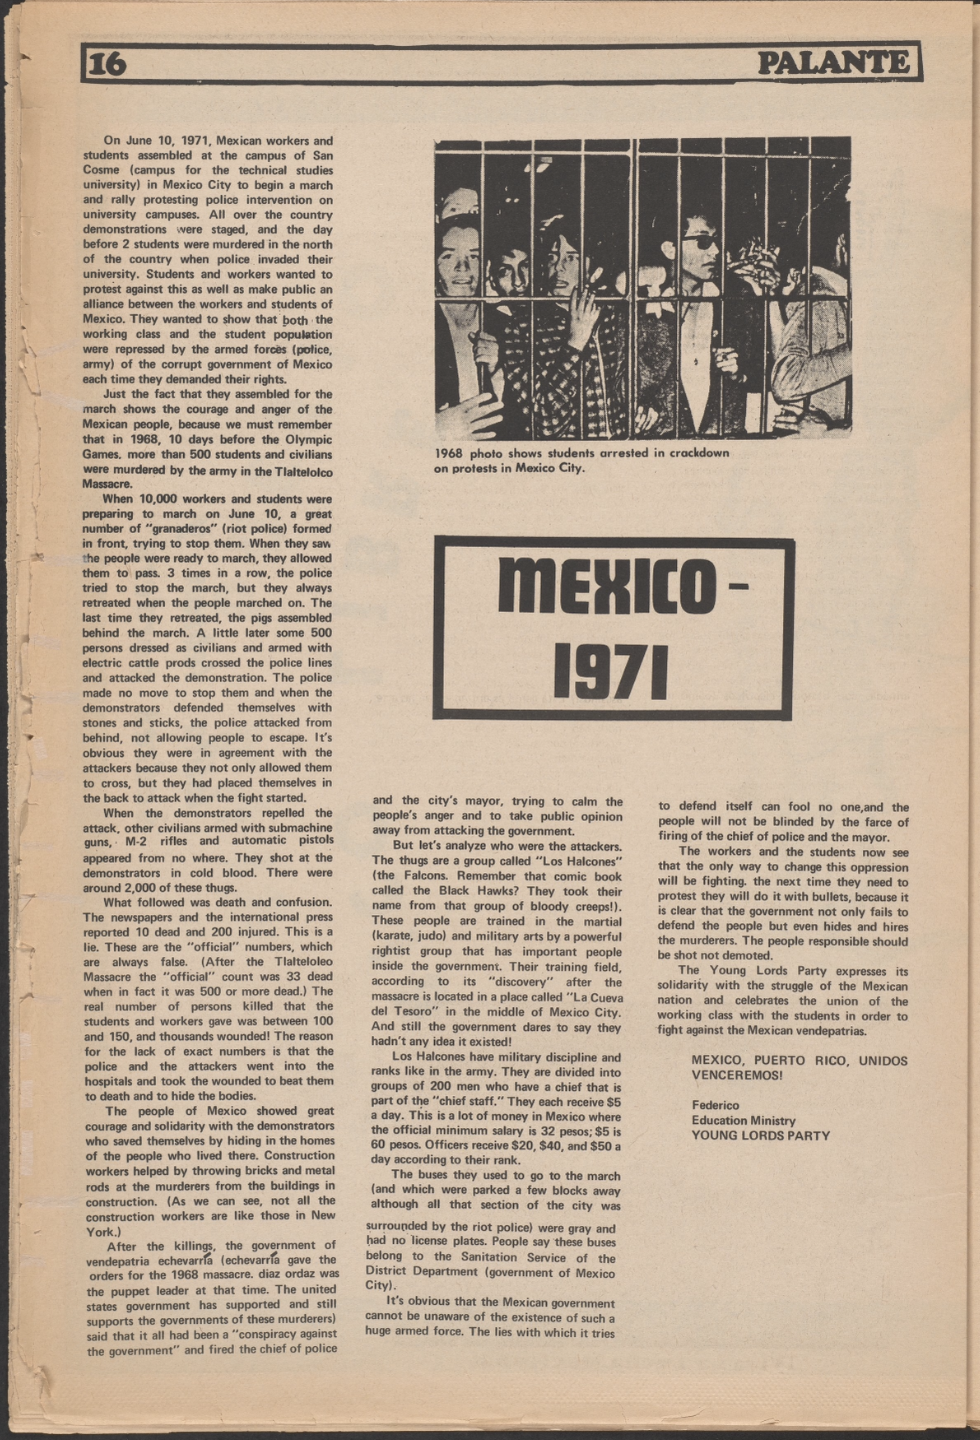 16
PALANTE
On June 10, 1971, Mexican workers and
students assembled at the campus of San
Cosme (campus for the technical studies
university) in Mexico City to begin a march
and rally protesting police intervention on
university campuses. All over the country
demonstrations were staged, and the day
before 2 students were murdered in the north
of the country when police invaded their
university. Students and workers wanted to
protest against this as well as make public an
alliance between the workers and students of
Mexico. They wanted to show that both the
working class and the student population
were repressed by the armed forces (police,
army) of the corrupt government of Mexico
each time they demanded their rights.
Just the fact that they assembled for the
march shows the courage and anger of the
Mexican people, because we must remember
that in 1968, 10 days before the Olympic
Games, more than 500 students and civilians
were murdered by the army in the Tlaltelolco
Massacre.
When 10,000 workers and students were
preparing to march on June 10, a great
number of "granaderos" (riot police) formed
in front, trying to stop them. When they saw
the people were ready to march, they allowed
them to pass. 3 times in a row, the police
tried to stop the march, but they always
retreated when the people marched on. The
last time they retreated, the pigs assembled
behind the march. A little later some 500
persons dressed as civilians and armed with
electric cattle prods crossed the police lines
and attacked the demonstration. The police
made no move to stop them and when the
demonstrators defended themselves with
stones and sticks, the police attacked from
behind, not allowing people to escape. It's
obvious they were in agreement with the
attackers because they not only allowed them
to cross, but they had placed themselves in
the back to attack when the fight started.
When the demonstrators repelled the
attack, other civilians armed with submachine
guns, M-2 rifles and automatic pistols
appeared from no where. They shot at the
demonstrators in cold blood. There were
around 2,000 of these thugs.
What followed was death and confusion.
The newspapers and the international press
reported 10 dead and 200 injured. This is a
lie. These are the "official" numbers, which
are always false. (After the Tlalteloleo
Massacre the "official" count was 33 dead
when in fact it was 500 or more dead.) The
real number of persons killed that the
students and workers gave was between 100
and 150, and thousands wounded! The reason
for the lack of exact numbers is that the
police and the attackers went into the
hospitals and took the wounded to beat them
to death and to hide the bodies.
The people of Mexico showed great
courage and solidarity with the demonstrators
who saved themselves by hiding in the homes
of the people who lived there. Construction
workers helped by throwing bricks and metal
rods at the murderers from the buildings in
construction. (As we can see, not all the
construction workers are like those in New
York.)
After the killings, the government of
vendepatria echevarría (echevarría gave the
orders for the 1968 massacre. diaz ordaz was
the puppet leader at that time. The united
states government has supported and still
supports the governments of these murderers)
said that it all had been a "conspiracy against
the government" and fired the chief of police
1968 photo shows students arrested in crackdown
on protests in Mexico City.
MEXICO -
1971
and the city's mayor, trying to calm the
people's anger and to take public opinion
away from attacking the government.
But let's analyze who were the attackers.
The thugs are a group called "Los Halcones"
(the Falcons. Remember that comic book
called the Black Hawks? They took their
name from that group of bloody creeps!).
These people are trained in the martial
(karate, judo) and military arts by a powerful
rightist group that has important people
inside the government. Their training field,
according to its "discovery" after the
massacre is located in a place called "La Cueva
del Tesoro" in the middle of Mexico City.
And still the government dares to say they
hadn't any idea it existed!
Los Halcones have military discipline and
ranks like in the army. They are divided into
groups of 200 men who have a chief that is
part of the "chief staff." They each receive $5
a day. This is a lot of money in Mexico where
the official minimum salary is 32 pesos; $5 is
60 pesos. Officers receive $20, $40, and $50 a
day according to their rank.
The buses they used to go to the march
(and which were parked a few blocks away
although all that section of the city was
surrounded by the riot police) were gray and
had no license plates. People say these buses
belong to the Sanitation Service of the
District Department (government of Mexico
City).
It's obvious that the Mexican government
cannot be unaware of the existence of such a
huge armed force. The lies with which it tries
to defend itself can fool no one,and the
people will not be blinded by the farce of
firing of the chief of police and the mayor.
The workers and the students now see
that the only way to change this oppression
will be fighting. the next time they need to
protest they will do it with bullets, because it
is clear that the government not only fails to
defend the people but even hides and hires
the murderers. The people responsible should
be shot not demoted.
The Young Lords Party expresses its
solidarity with the struggle of the Mexican
nation and celebrates the union of the
working class with the students in order to
fight against the Mexican vendepatrias.
MEXICO, PUERTO RICO, UNIDOS
VENCEREMOS!
Federico
Education Ministry
YOUNG LORDS PARTY